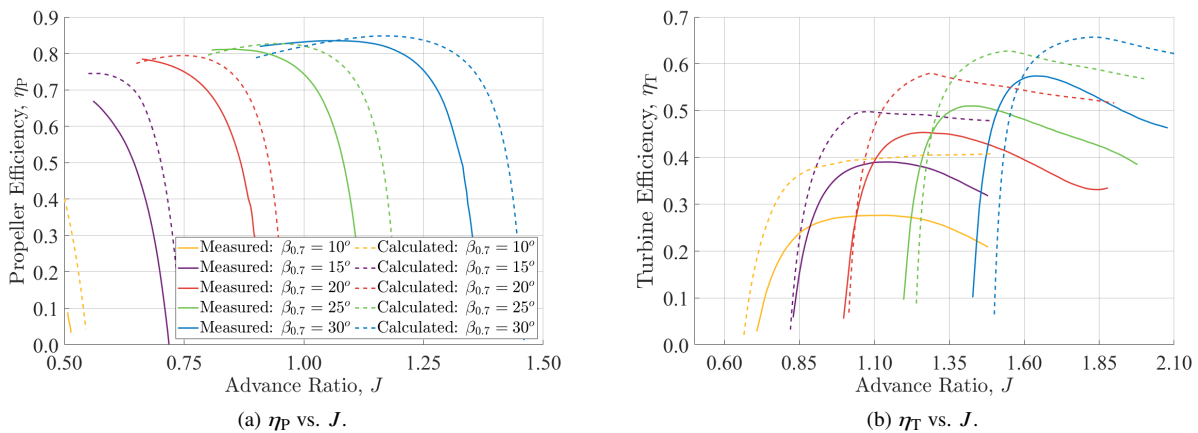 0.9
0.8
0.7
0.6
0.5
0.4
0.3
0.2
0.1
0.0
Propeller Efficiency, ηP
Measured: β0.7 = 10° Calculated: β0.7 = 10°
Measured: β0.7 = 15° Calculated: β0.7 = 15°
Measured: β0.7 = 20° Calculated: β0.7 = 20°
Measured: β0.7 = 25° Calculated: β0.7 = 25°
Measured: β0.7 = 30° Calculated: β0.7 = 30°
0.50 0.75 1.00 1.25 1.50
Advance Ratio, J
(a) ηP vs. J.
0.7
0.6
0.5
0.4
0.3
0.2
0.1
0.0
Turbine Efficiency, ηT
0.60 0.85 1.10 1.35 1.60 1.85 2.10
Advance Ratio, J
(b) ηT vs. J.